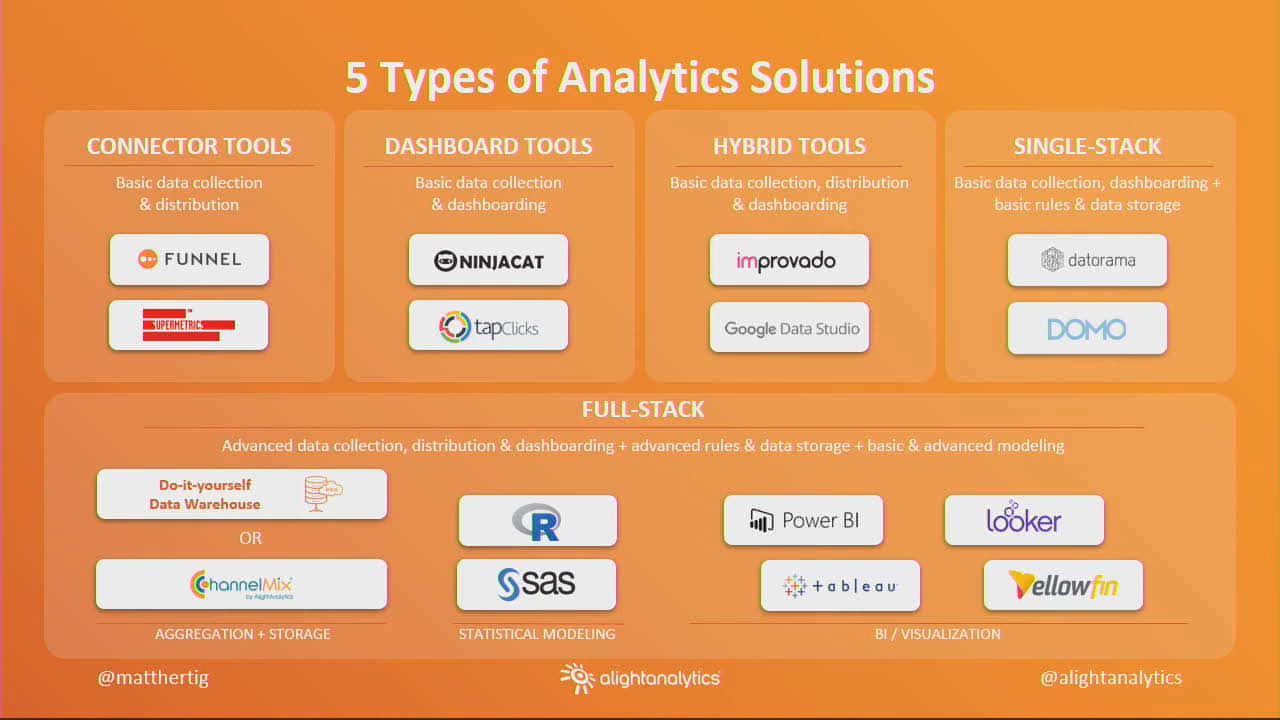 5 Types of Analytics Solutions
CONNECTOR TOOLS
Basic data collection
& distribution
FUNNEL
SUPERMETRICS
DASHBOARD TOOLS
Basic data collection
& dashboarding
NINJACAT
tapClicks
HYBRID TOOLS
Basic data collection, distribution
& dashboarding
improvado
Google Data Studio
SINGLE-STACK
Basic data collection, dashboarding +
basic rules & data storage
datorama
DOMO
FULL-STACK
Advanced data collection, distribution & dashboarding + advanced rules & data storage + basic & advanced modeling
Do-it-yourself
Data Warehouse
OR
ChannelMix
by AlightAnalytics
AGGREGATION + STORAGE
R
sas
STATISTICAL MODELING
Power BI
looker
+ableau
Yellowfin
BI / VISUALIZATION
@matthertig
alightanalytics
@alightanalytics